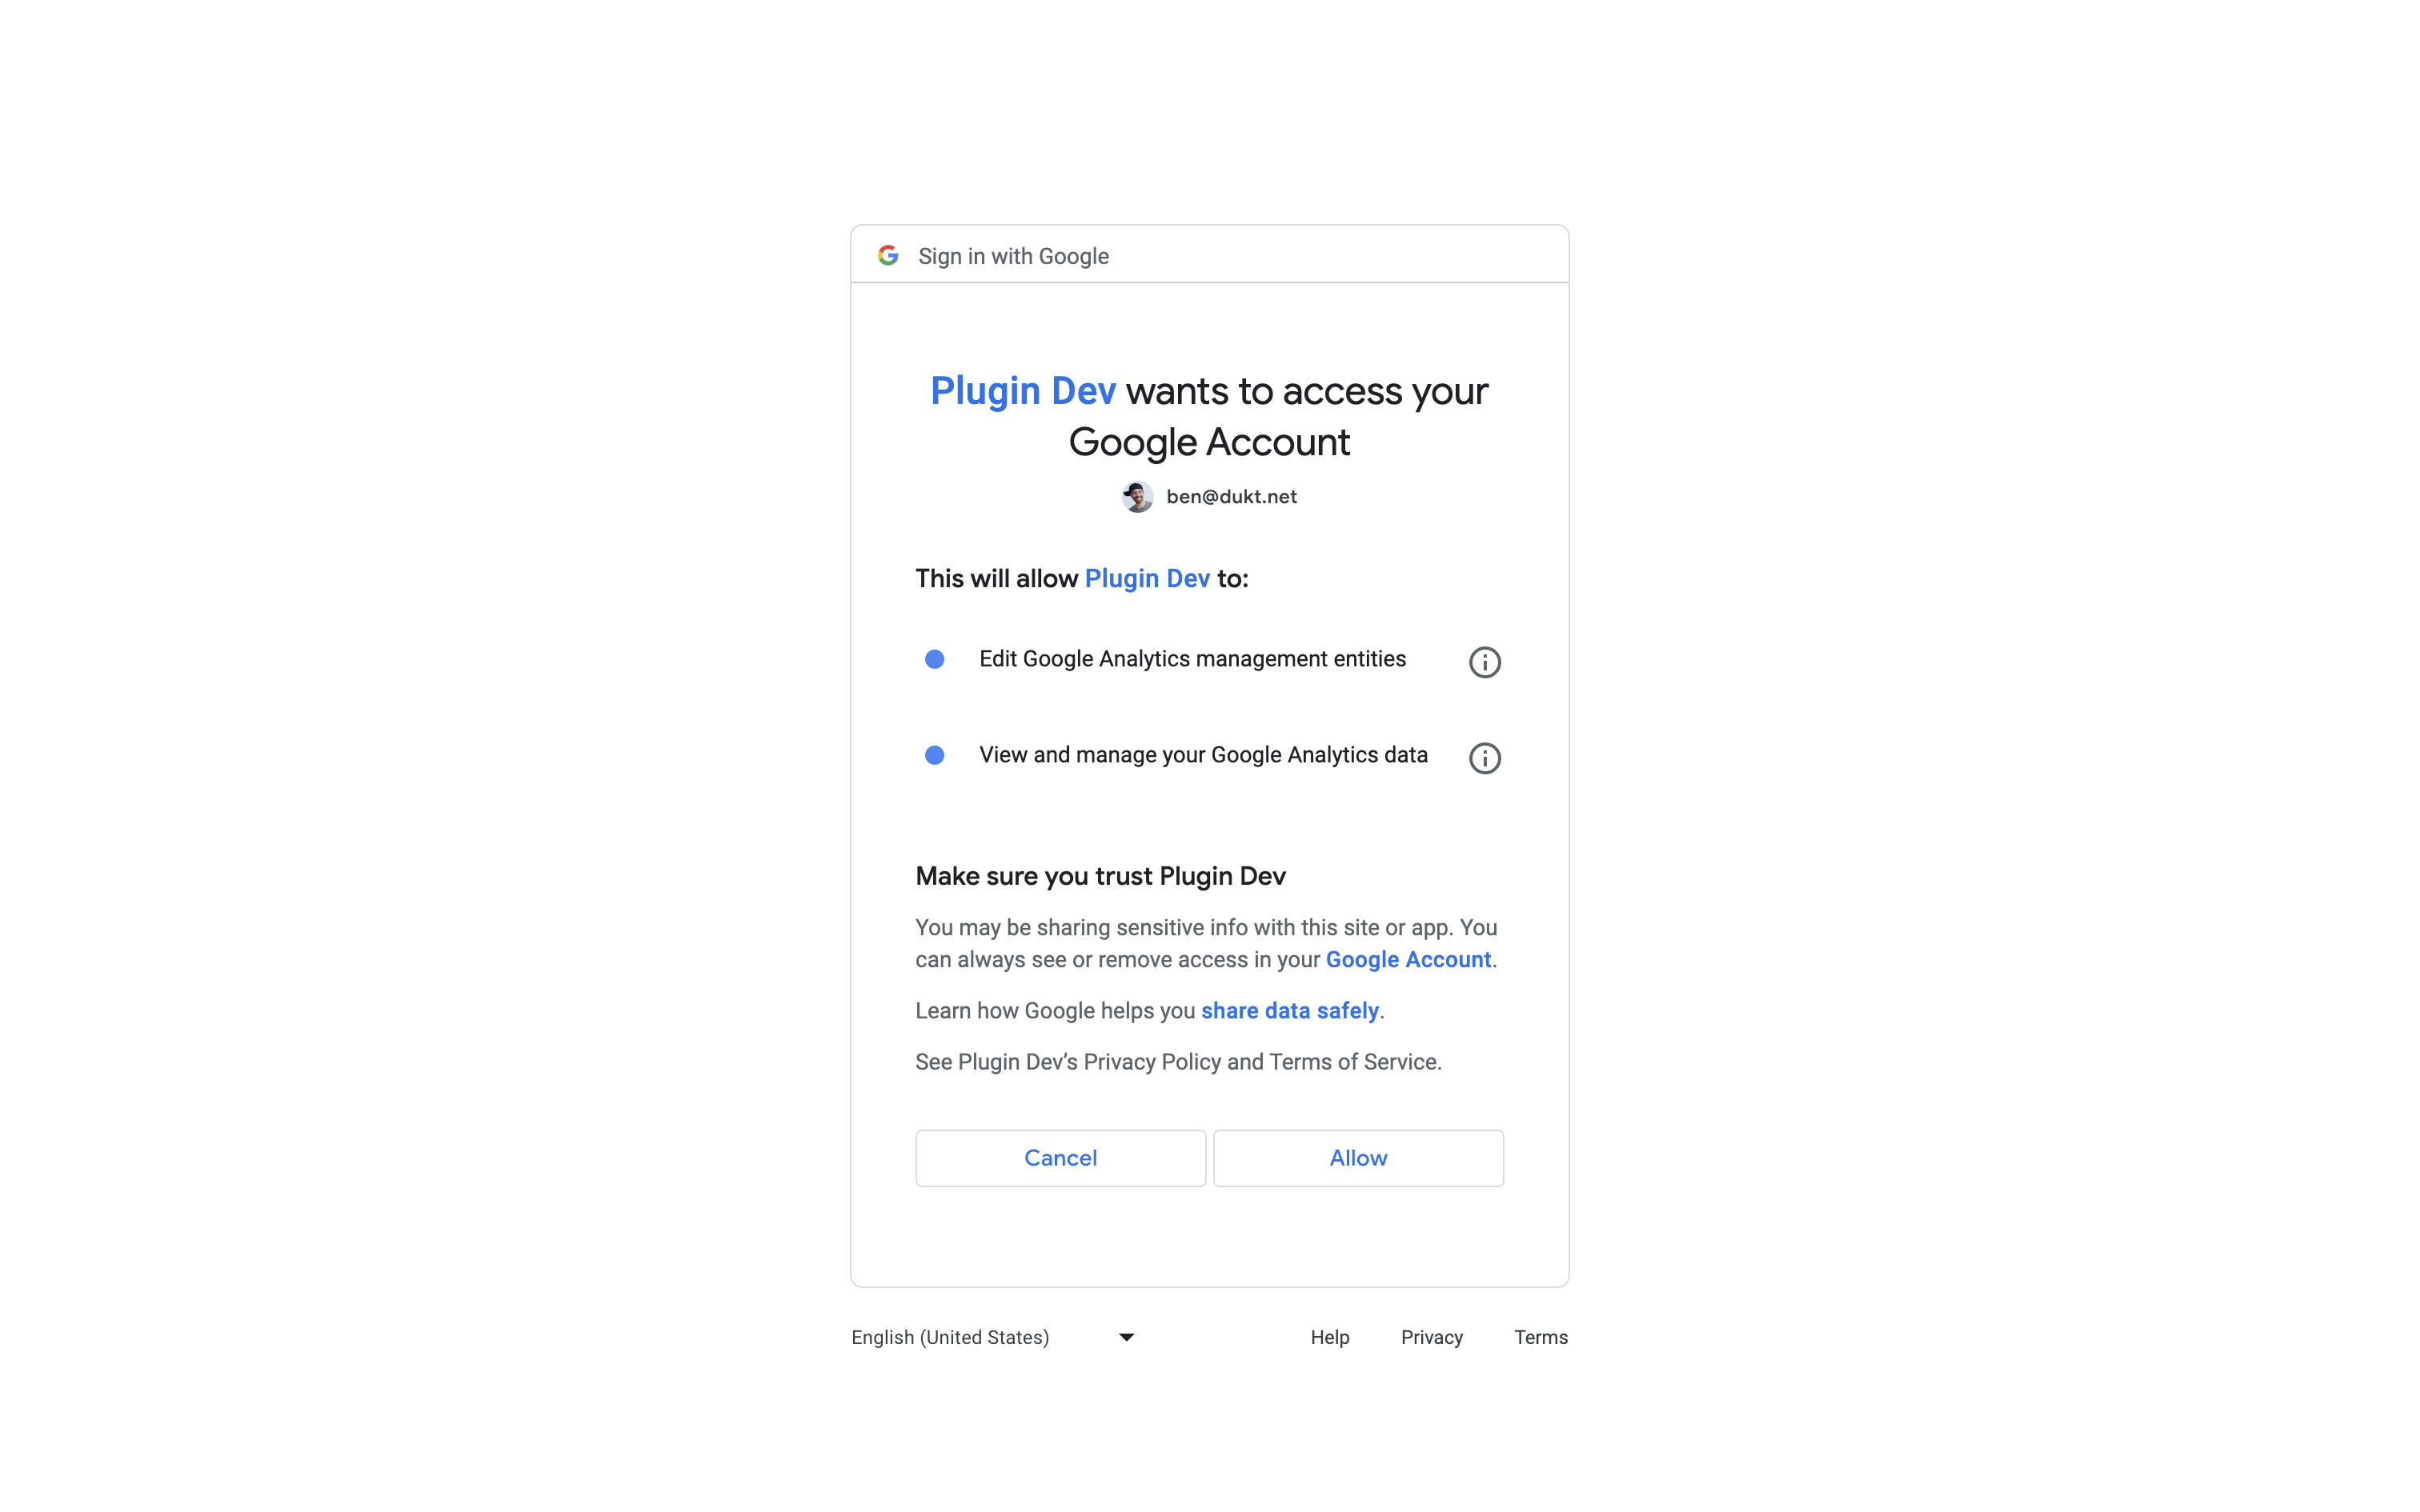 Sign in with Google
Plugin Dev wants to access your
Google Account
ben@dukt.net
This will allow Plugin Dev to:
Edit Google Analytics management entities
View and manage your Google Analytics data
Make sure you trust Plugin Dev
You may be sharing sensitive info with this site or app. You
can always see or remove access in your Google Account.
Learn how Google helps you share data safely.
See Plugin Dev’s Privacy Policy and Terms of Service.
Cancel
Allow
English (United States)
Help
Privacy
Terms